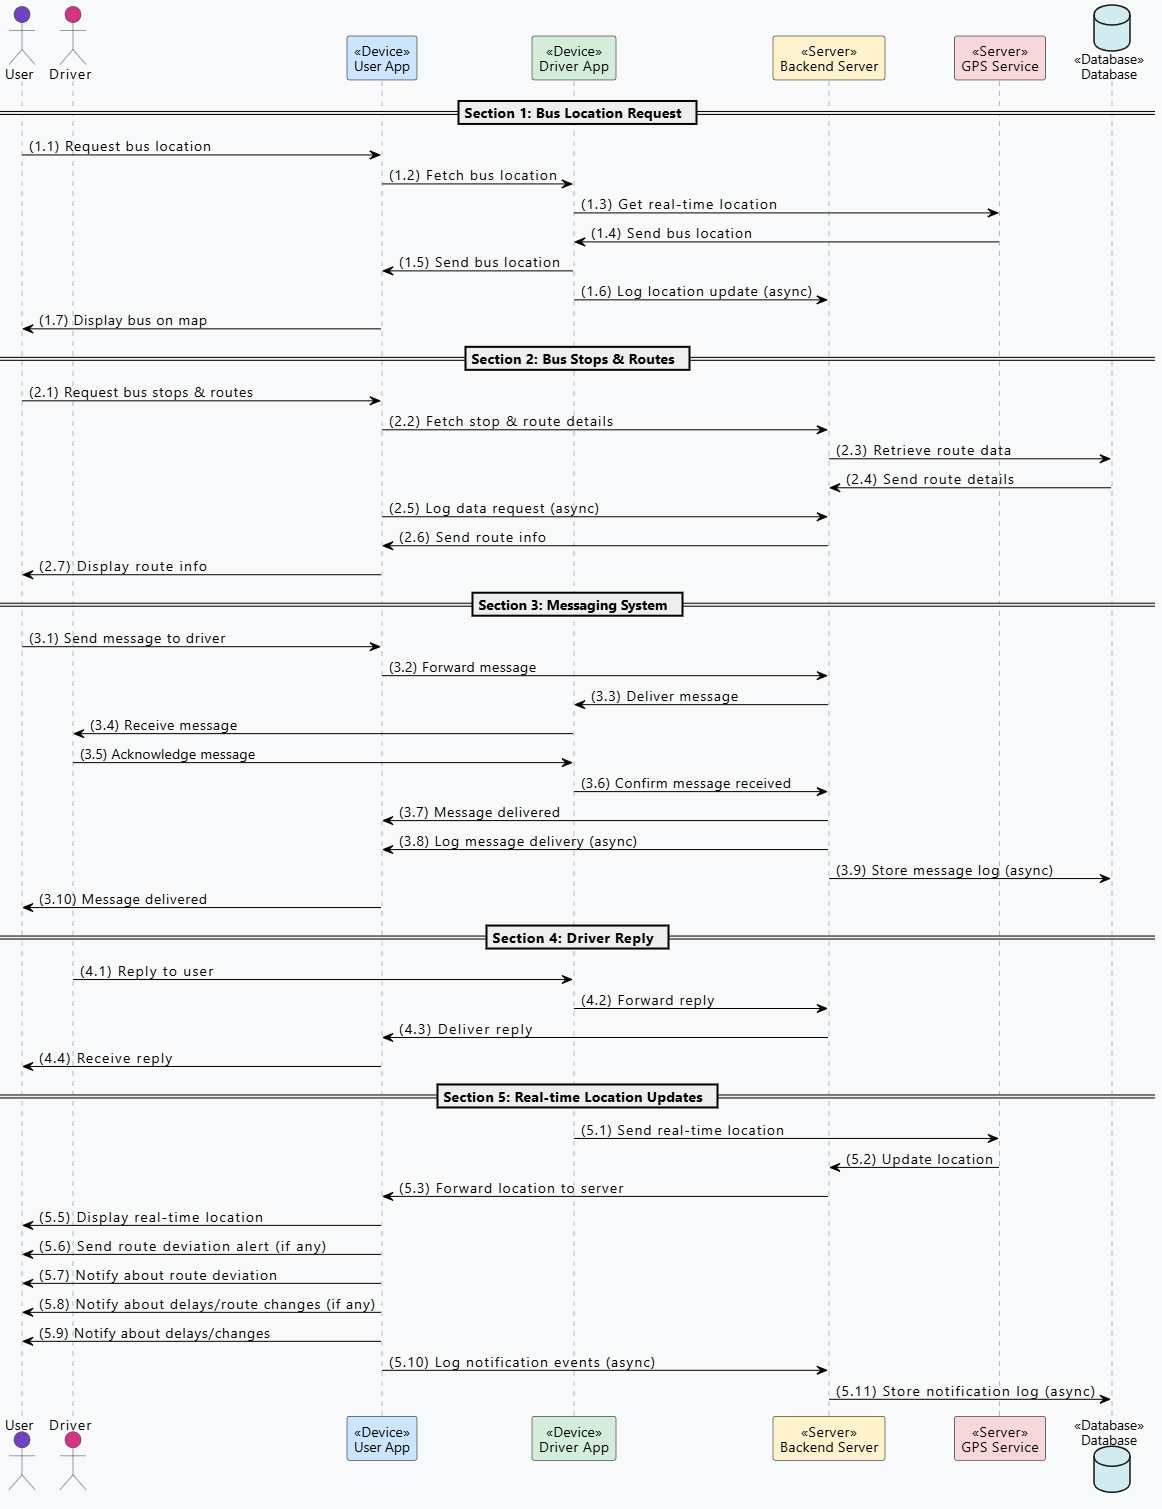 User
Driver
«Device»
User App
«Device»
Driver App
«Server»
Backend Server
«Server»
GPS Service
«Database»
Database
Section 1: Bus Location Request
(1.1) Request bus location
(1.2) Fetch bus location
(1.3) Get real-time location
(1.4) Send bus location
(1.5) Send bus location
(1.6) Log location update (async)
(1.7) Display bus on map
Section 2: Bus Stops & Routes
(2.1) Request bus stops & routes
(2.2) Fetch stop & route details
(2.3) Retrieve route data
(2.4) Send route details
(2.5) Log data request (async)
(2.6) Send route info
(2.7) Display route info
Section 3: Messaging System
(3.1) Send message to driver
(3.2) Forward message
(3.3) Deliver message
(3.4) Receive message
(3.5) Acknowledge message
(3.6) Confirm message received
(3.7) Message delivered
(3.8) Log message delivery (async)
(3.9) Store message log (async)
(3.10) Message delivered
Section 4: Driver Reply
(4.1) Reply to user
(4.2) Forward reply
(4.3) Deliver reply
(4.4) Receive reply
Section 5: Real-time Location Updates
(5.1) Send real-time location
(5.2) Update location
(5.3) Forward location to server
(5.5) Display real-time location
(5.6) Send route deviation alert (if any)
(5.7) Notify about route deviation
(5.8) Notify about delays/route changes (if any)
(5.9) Notify about delays/changes
(5.10) Log notification events (async)
(5.11) Store notification log (async)
User
Driver
«Device»
User App
«Device»
Driver App
«Server»
Backend Server
«Server»
GPS Service
«Database»
Database